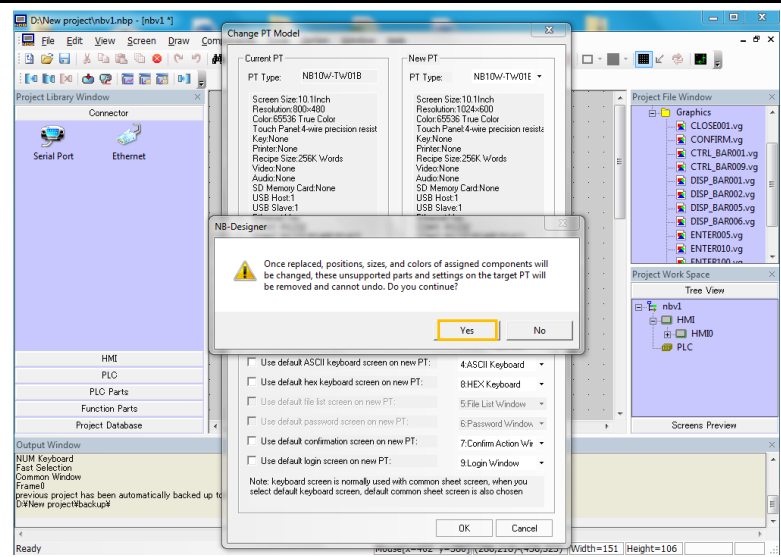 D:\New project\nbv1.nbp - [nbv1 *]
File Edit View Screen Draw
Change PT Model
Current PT
PT Type: NB10W-TW01B
Screen Size:10.1Inch
Resolution:800×480
Color:65536 True Color
Touch Panel:4-wire precision resist
Key:None
Printer:None
Recipe Size:256K Words
Video:None
Audio:None
SD Memory Card:None
USB Host:1
USB Slave:1
New PT
PT Type: NB10W-TW01E
Screen Size:10.1Inch
Resolution:1024×600
Color:65536 True Color
Touch Panel:4-wire precision resista
Key:None
Printer:None
Recipe Size:256K Words
Video:None
Audio:None
SD Memory Card:None
USB Host:1
USB Slave:1
Project Library Window
Connector
Serial Port Ethernet
HMI
PLC
PLC Parts
Function Parts
Project Database
NB-Designer
Once replaced, positions, sizes, and colors of assigned components will
be changed, these unsupported parts and settings on the target PT will
be removed and cannot undo. Do you continue?
Yes No
Use default ASCII keyboard screen on new PT: 4:ASCII Keyboard
Use default hex keyboard screen on new PT: 8:HEX Keyboard
Use default file list screen on new PT: 5:File List Window
Use default password screen on new PT: 6:Password Window
Use default confirmation screen on new PT: 7:Confirm Action Wir
Use default login screen on new PT: 9:Login Window
Note: keyboard screen is normally used with common sheet screen, when you
select default keyboard screen, default common sheet screen is also chosen
OK Cancel
Project File Window
Graphics
CLOSE001.vg
CONFIRM.vg
CTRL_BAR001.vg
CTRL_BAR009.vg
DISP_BAR001.vg
DISP_BAR002.vg
DISP_BAR005.vg
DISP_BAR006.vg
ENTER005.vg
ENTER010.vg
ENTER100.vg
Project Work Space
Tree View
nbv1
HMI
HMI0
PLC
Screens Preview
Output Window
NUM Keyboard
Fast Selection
Common Window
Frame0
previous project has been automatically backed up to
D:¥New project¥backup¥
Ready
Width=151 Height=106